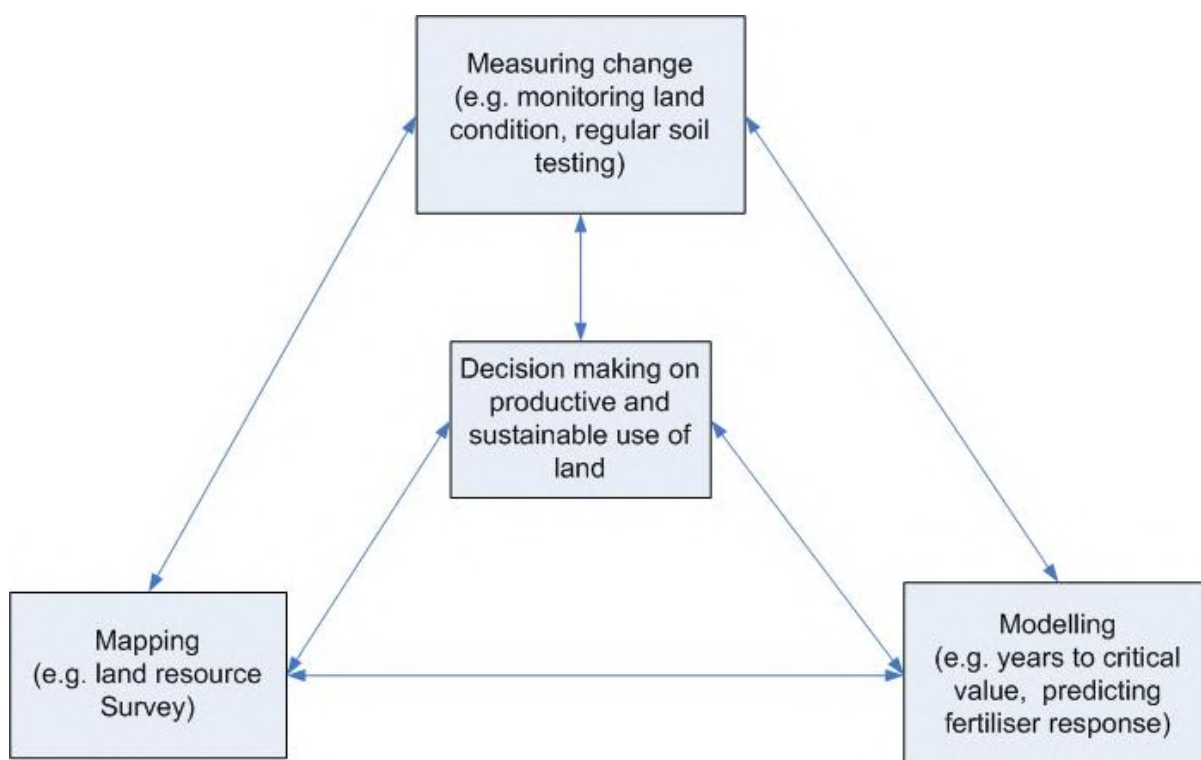 Measuring change
(e.g. monitoring land
condition, regular soil
testing)
Decision making on
productive and
sustainable use of
land
Mapping
(e.g. land resource
Survey)
Modelling
(e.g. years to critical
value, predicting
fertiliser response)